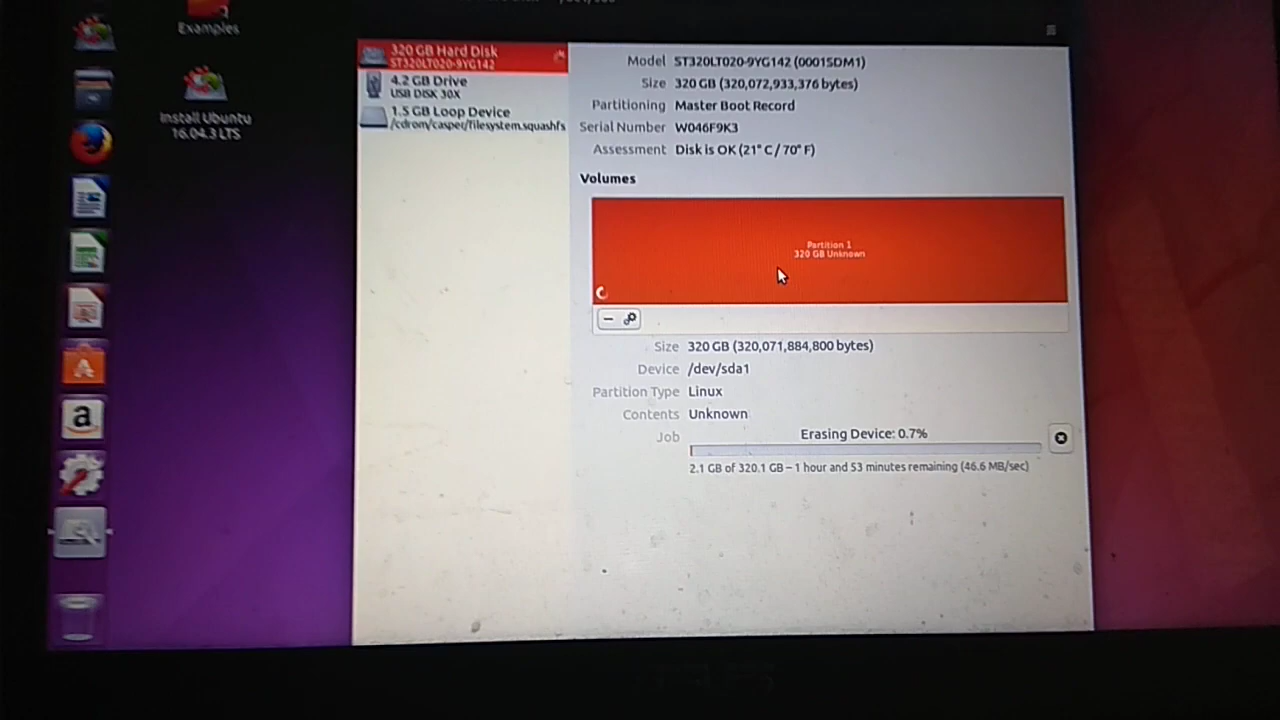 Examples
Install Ubuntu
16.04.3 LTS
320 GB Hard Disk
ST320LT020-9YG142
4.2 GB Drive
USB DISK 30X
1.5 GB Loop Device
/cdrom/casper/filesystem.squashfs
Model ST320LT020-9YG142 (0001SDM1)
Size 320 GB (320,072,933,376 bytes)
Partitioning Master Boot Record
Serial Number W046F9K3
Assessment Disk is OK (21° C / 70° F)
Volumes
Partition 1
320 GB Unknown
Size 320 GB (320,071,884,800 bytes)
Device /dev/sda1
Partition Type Linux
Contents Unknown
Job Erasing Device: 0.7%
2.1 GB of 320.1 GB – 1 hour and 53 minutes remaining (46.6 MB/sec)